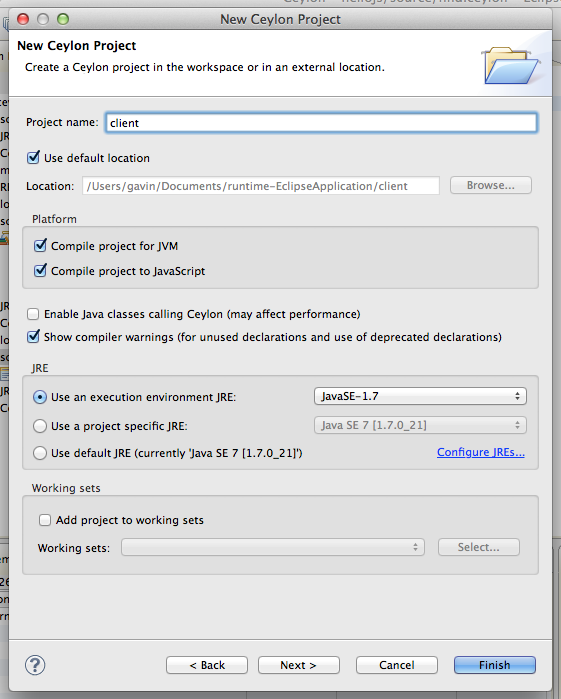 New Ceylon Project
New Ceylon Project
Create a Ceylon project in the workspace or in an external location.
Project name: client
Use default location
Location: /Users/gavin/Documents/runtime-EclipseApplication/client Browse...
Platform
Compile project for JVM
Compile project to JavaScript
Enable Java classes calling Ceylon (may affect performance)
Show compiler warnings (for unused declarations and use of deprecated declarations)
JRE
Use an execution environment JRE: JavaSE-1.7
Use a project specific JRE: Java SE 7 [1.7.0_21]
Use default JRE (currently 'Java SE 7 [1.7.0_21]') Configure JREs...
Working sets
Add project to working sets
Working sets: Select...
? < Back Next > Cancel Finish